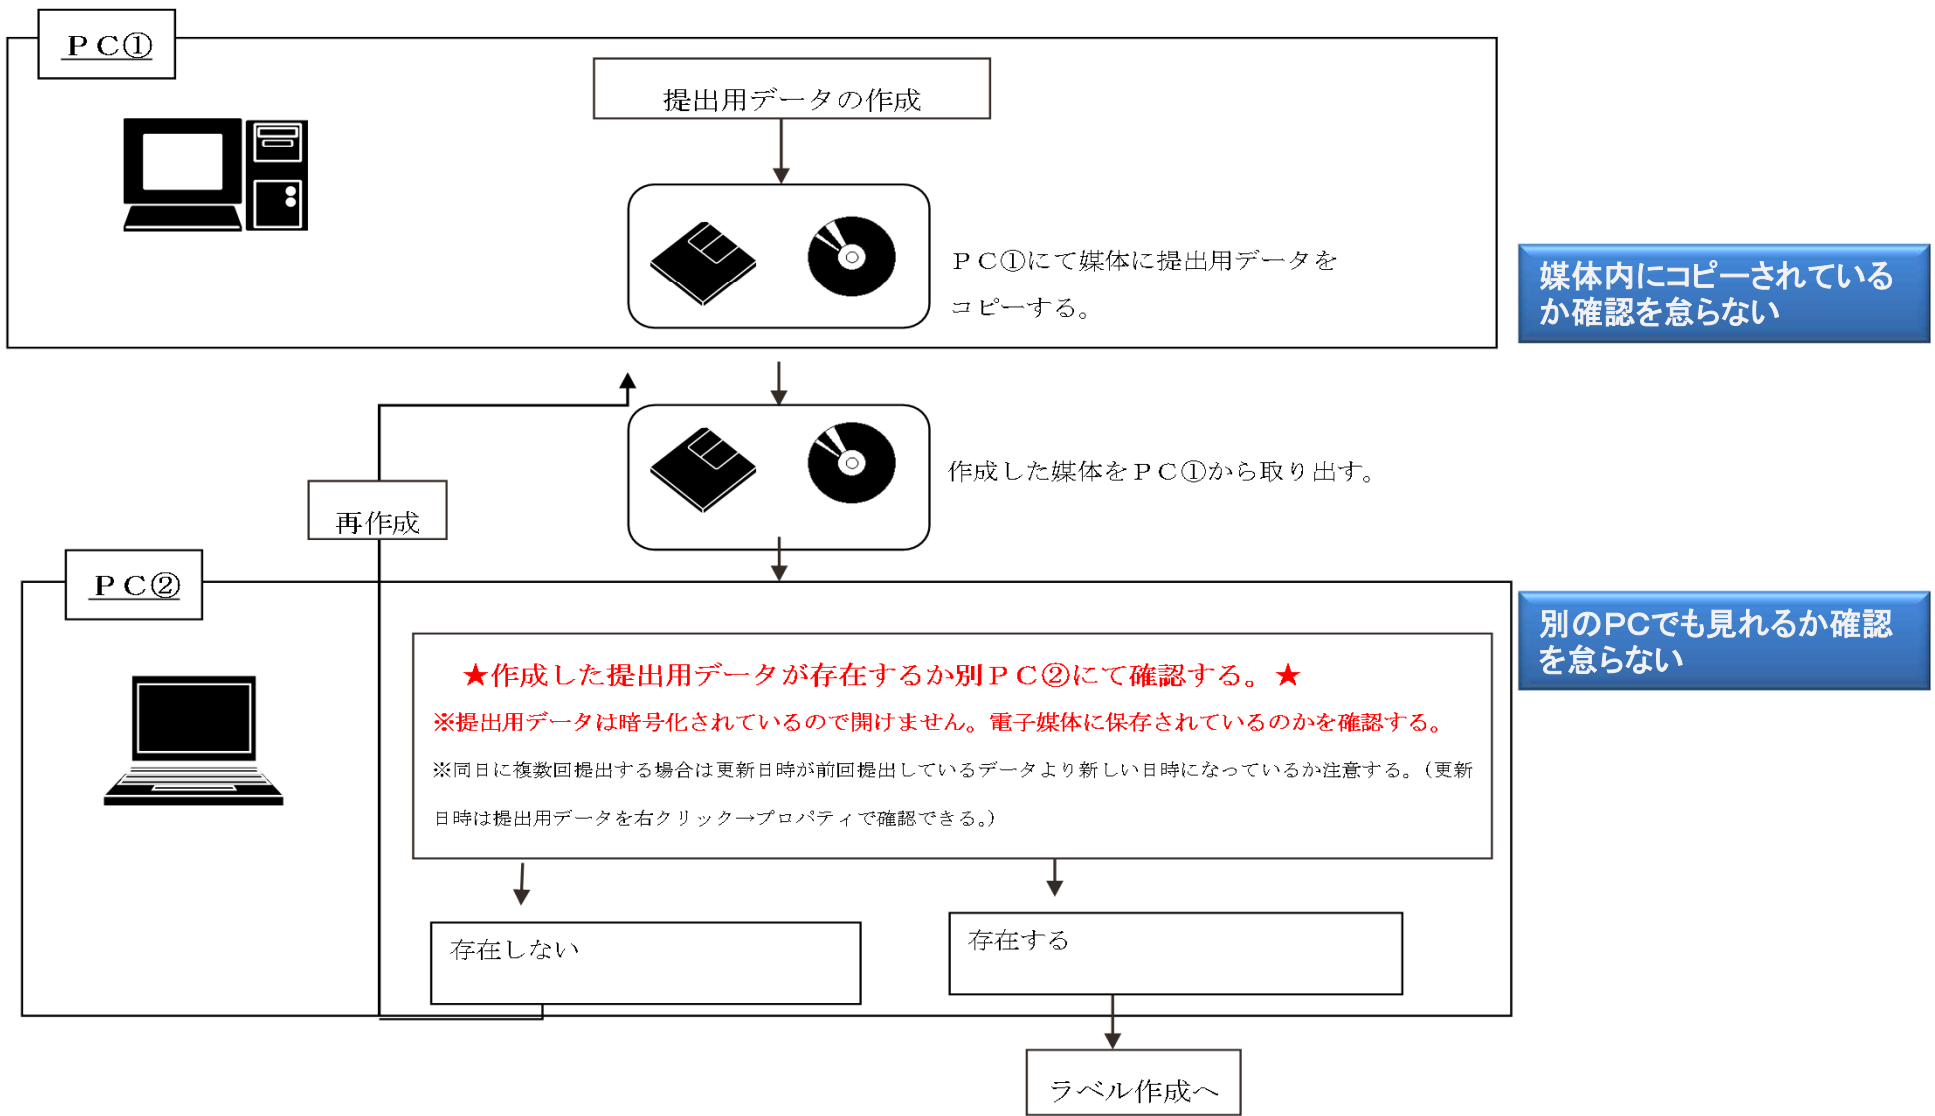 ＰＣ①
提出用データの作成
ＰＣ①にて媒体に提出用データを
コピーする。
媒体内にコピーされている
か確認を怠らない
作成した媒体をＰＣ①から取り出す。
再作成
ＰＣ②
別のPCでも見れるか確認
を怠らない
★作成した提出用データが存在するか別ＰＣ②にて確認する。★
※提出用データは暗号化されているので開けません。電子媒体に保存されているのかを確認する。
※同日に複数回提出する場合は更新日時が前回提出しているデータより新しい日時になっているか注意する。（更新
日時は提出用データを右クリック→プロパティで確認できる。）
存在しない
存在する
ラベル作成へ